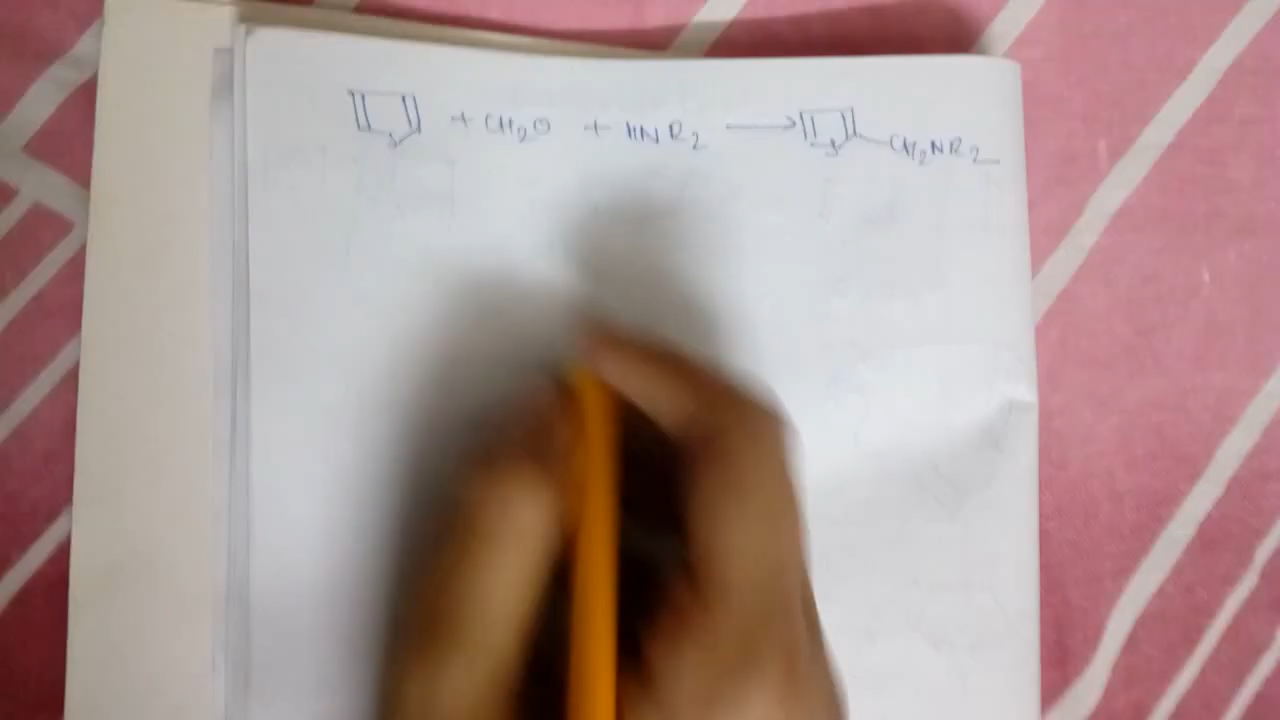 + CH2O + HNR2 → CH2NR2